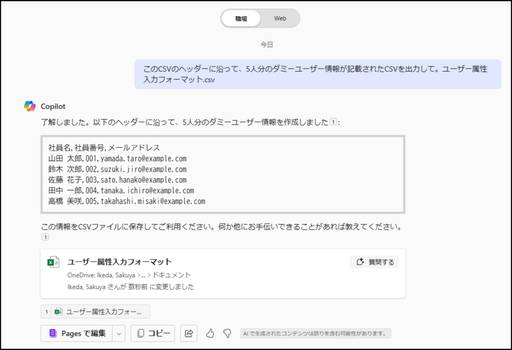 職場 Web
今日
このCSVのヘッダーに沿って、5人分のダミーユーザー情報が記載されたCSVを出力して。ユーザー属性
入力フォーマット.csv
Copilot
了解しました。以下のヘッダーに沿って、5人分のダミーユーザー情報を作成しました 1 :
社員名,社員番号,メールアドレス
山田 太郎,001,yamada.taro@example.com
鈴木 次郎,002,suzuki.jiro@example.com
佐藤 花子,003,sato.hanako@example.com
田中 一郎,004,tanaka.ichiro@example.com
高橋 美咲,005,takahashi.misaki@example.com
この情報をCSVファイルに保存してご利用ください。何か他にお手伝いできることがあれば教えてください。
1
ユーザー属性入力フォーマット 質問する
OneDrive: Ikeda, Sakuya >... > ドキュメント
Ikeda, Sakuya さんが 数秒前 に変更しました
1 ユーザー属性入力フォー...
Pages で編集 コピー AI で生成されたコンテンツは誤りを含む可能性があります。